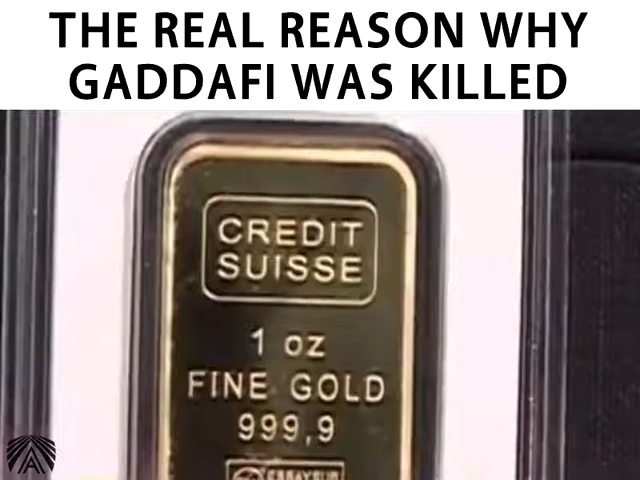 THE REAL REASON WHY
GADDAFI WAS KILLED
CREDIT
SUISSE
1 oz
FINE GOLD
999,9